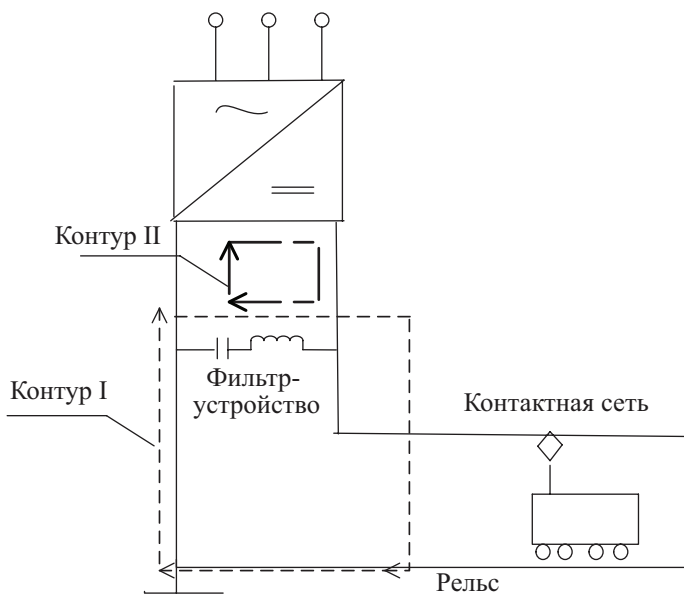 Контур II
Фильтр-
устройство
Контур I
Контактная сеть
Рельс